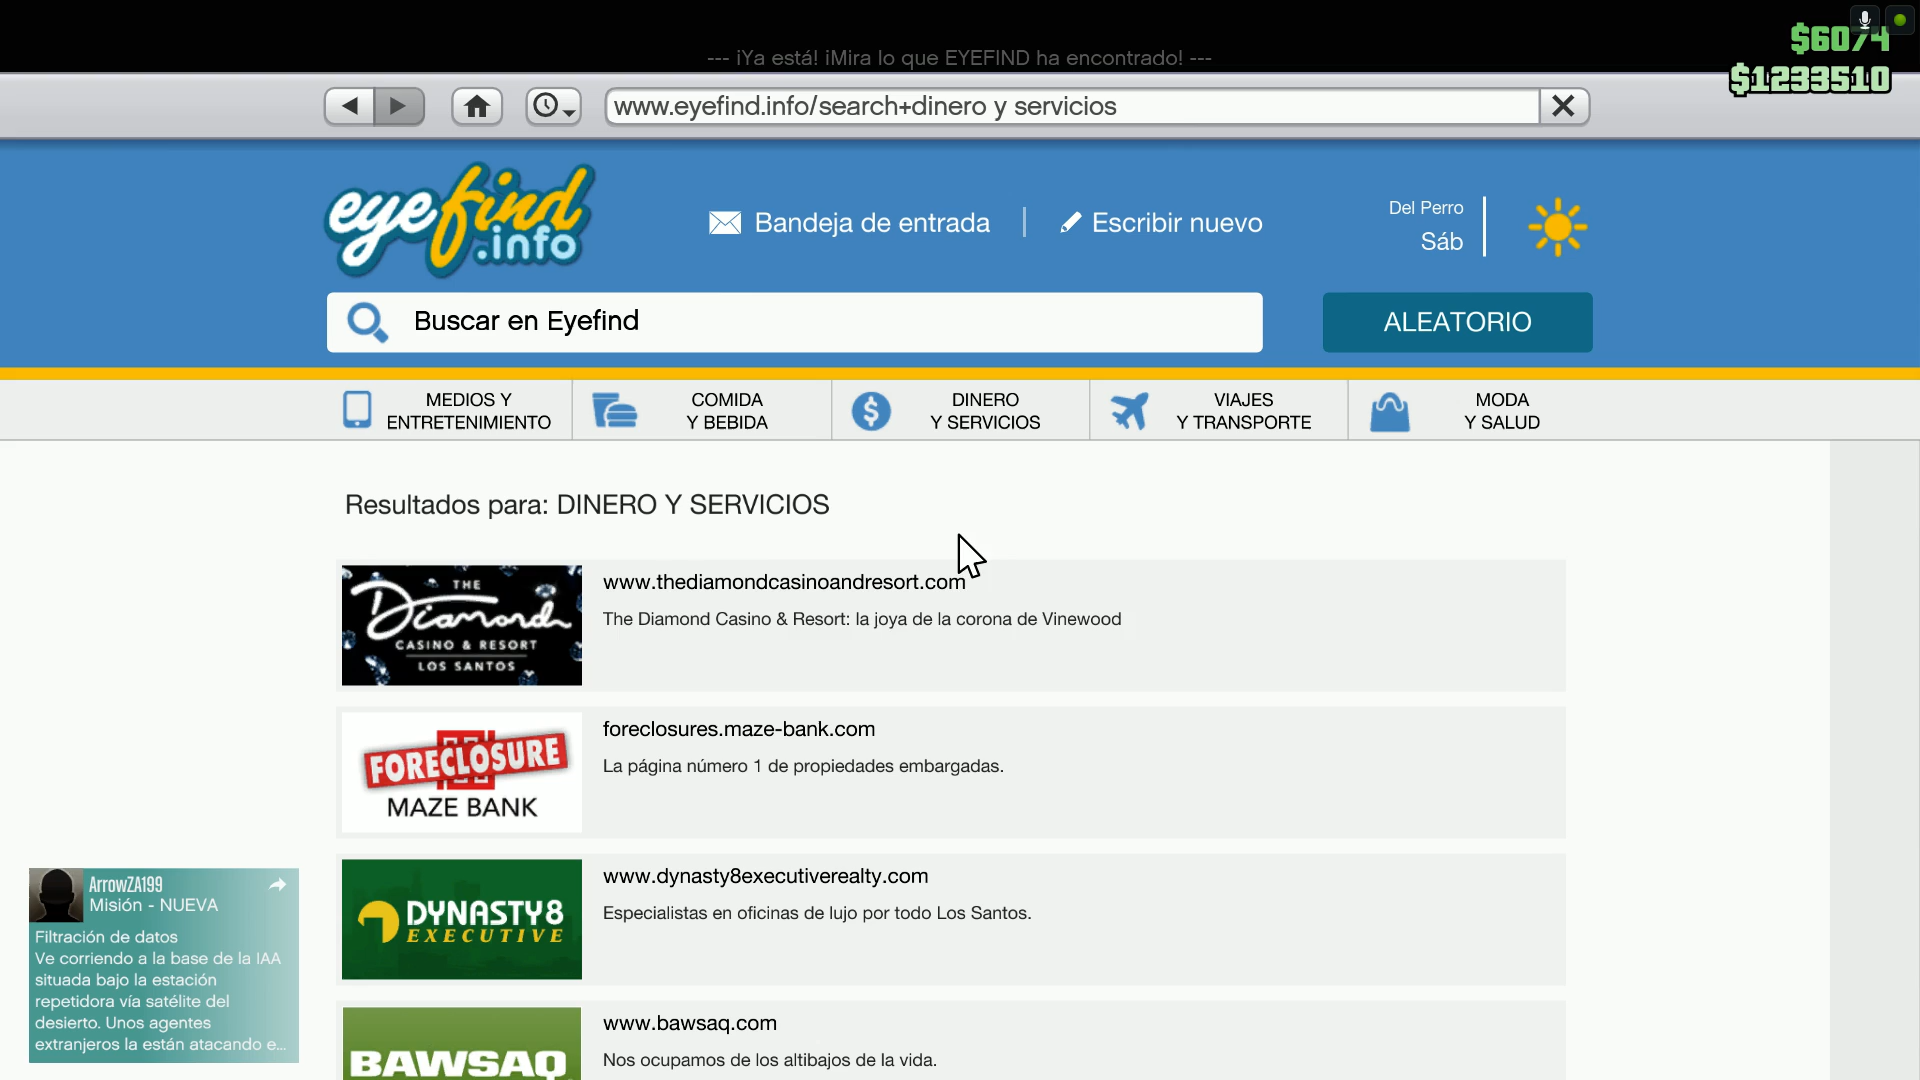 --- ¡Ya está! ¡Mira lo que EYEFIND ha encontrado! ---
$6074
$1233510
www.eyefind.info/search+dinero y servicios
eyefind
.info
Bandeja de entrada
Escribir nuevo
Del Perro
Sáb
Buscar en Eyefind
ALEATORIO
MEDIOS Y
ENTRETENIMIENTO
COMIDA
Y BEBIDA
DINERO
Y SERVICIOS
VIAJES
Y TRANSPORTE
MODA
Y SALUD
Resultados para: DINERO Y SERVICIOS
THE
Diamond
CASINO & RESORT
LOS SANTOS
www.thediamondcasinoandresort.com
The Diamond Casino & Resort: la joya de la corona de Vinewood
FORECLOSURE
MAZE BANK
foreclosures.maze-bank.com
La página número 1 de propiedades embargadas.
DYNASTY8
EXECUTIVE
www.dynasty8executiverealty.com
Especialistas en oficinas de lujo por todo Los Santos.
BAWSAQ
www.bawsaq.com
Nos ocupamos de los altibajos de la vida.
ArrowZA199
Misión - NUEVA
Filtración de datos
Ve corriendo a la base de la IAA
situada bajo la estación
repetidora vía satélite del
desierto. Unos agentes
extranjeros la están atacando e...